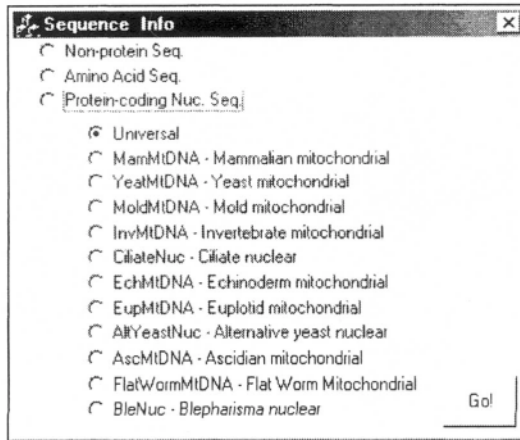 Sequence Info
Non-protein Seq.
Amino Acid Seq.
Protein-coding Nuc. Seq.
Universal
MamMtDNA - Mammalian mitochondrial
YeatMtDNA - Yeast mitochondrial
MoldMtDNA - Mold mitochondrial
InvMtDNA - Invertebrate mitochondrial
CiliateNuc - Ciliate nuclear
EchMtDNA - Echinoderm mitochondrial
EupMtDNA - Euplotid mitochondrial
AltYeastNuc - Alternative yeast nuclear
AscMtDNA - Ascidian mitochondrial
FlatWormMtDNA - Flat Worm Mitochondrial
BleNuc - Blepharisma nuclear
Go!